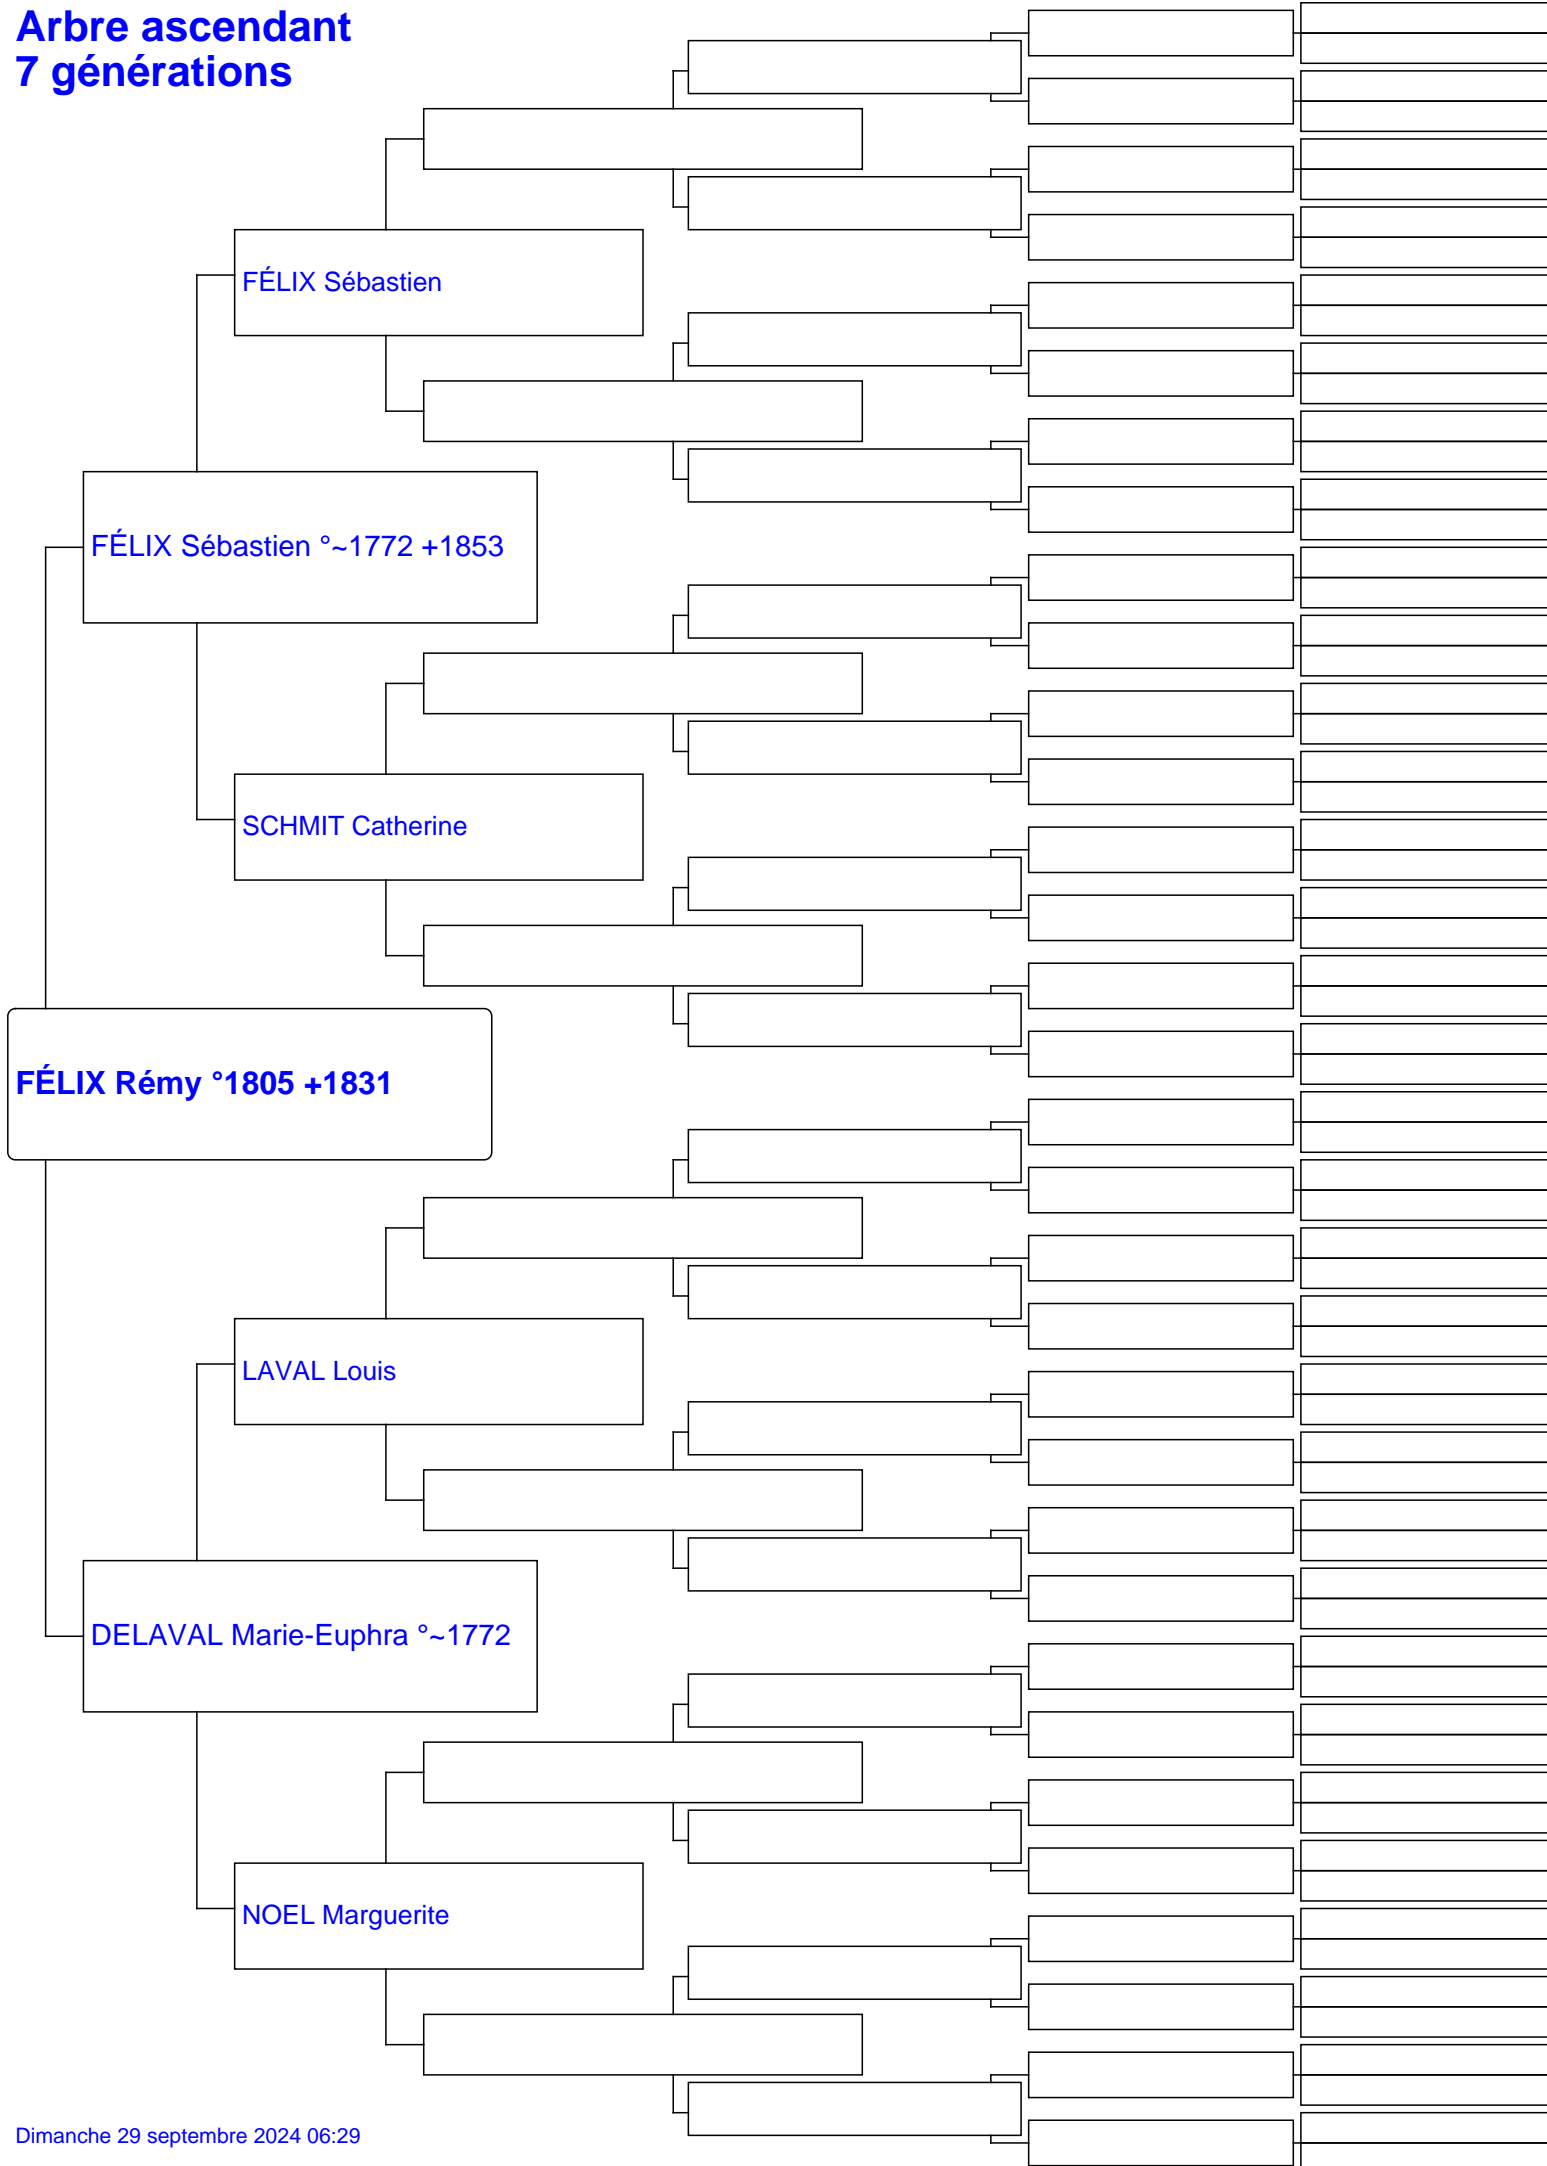 Arbre ascendant
7 générations
FÉLIX Sébastien
FÉLIX Sébastien °~1772 +1853
SCHMIT Catherine
FÉLIX Rémy °1805 +1831
LAVAL Louis
DELAVAL Marie-Euphra °~1772
NOEL Marguerite
Dimanche 29 septembre 2024 06:29